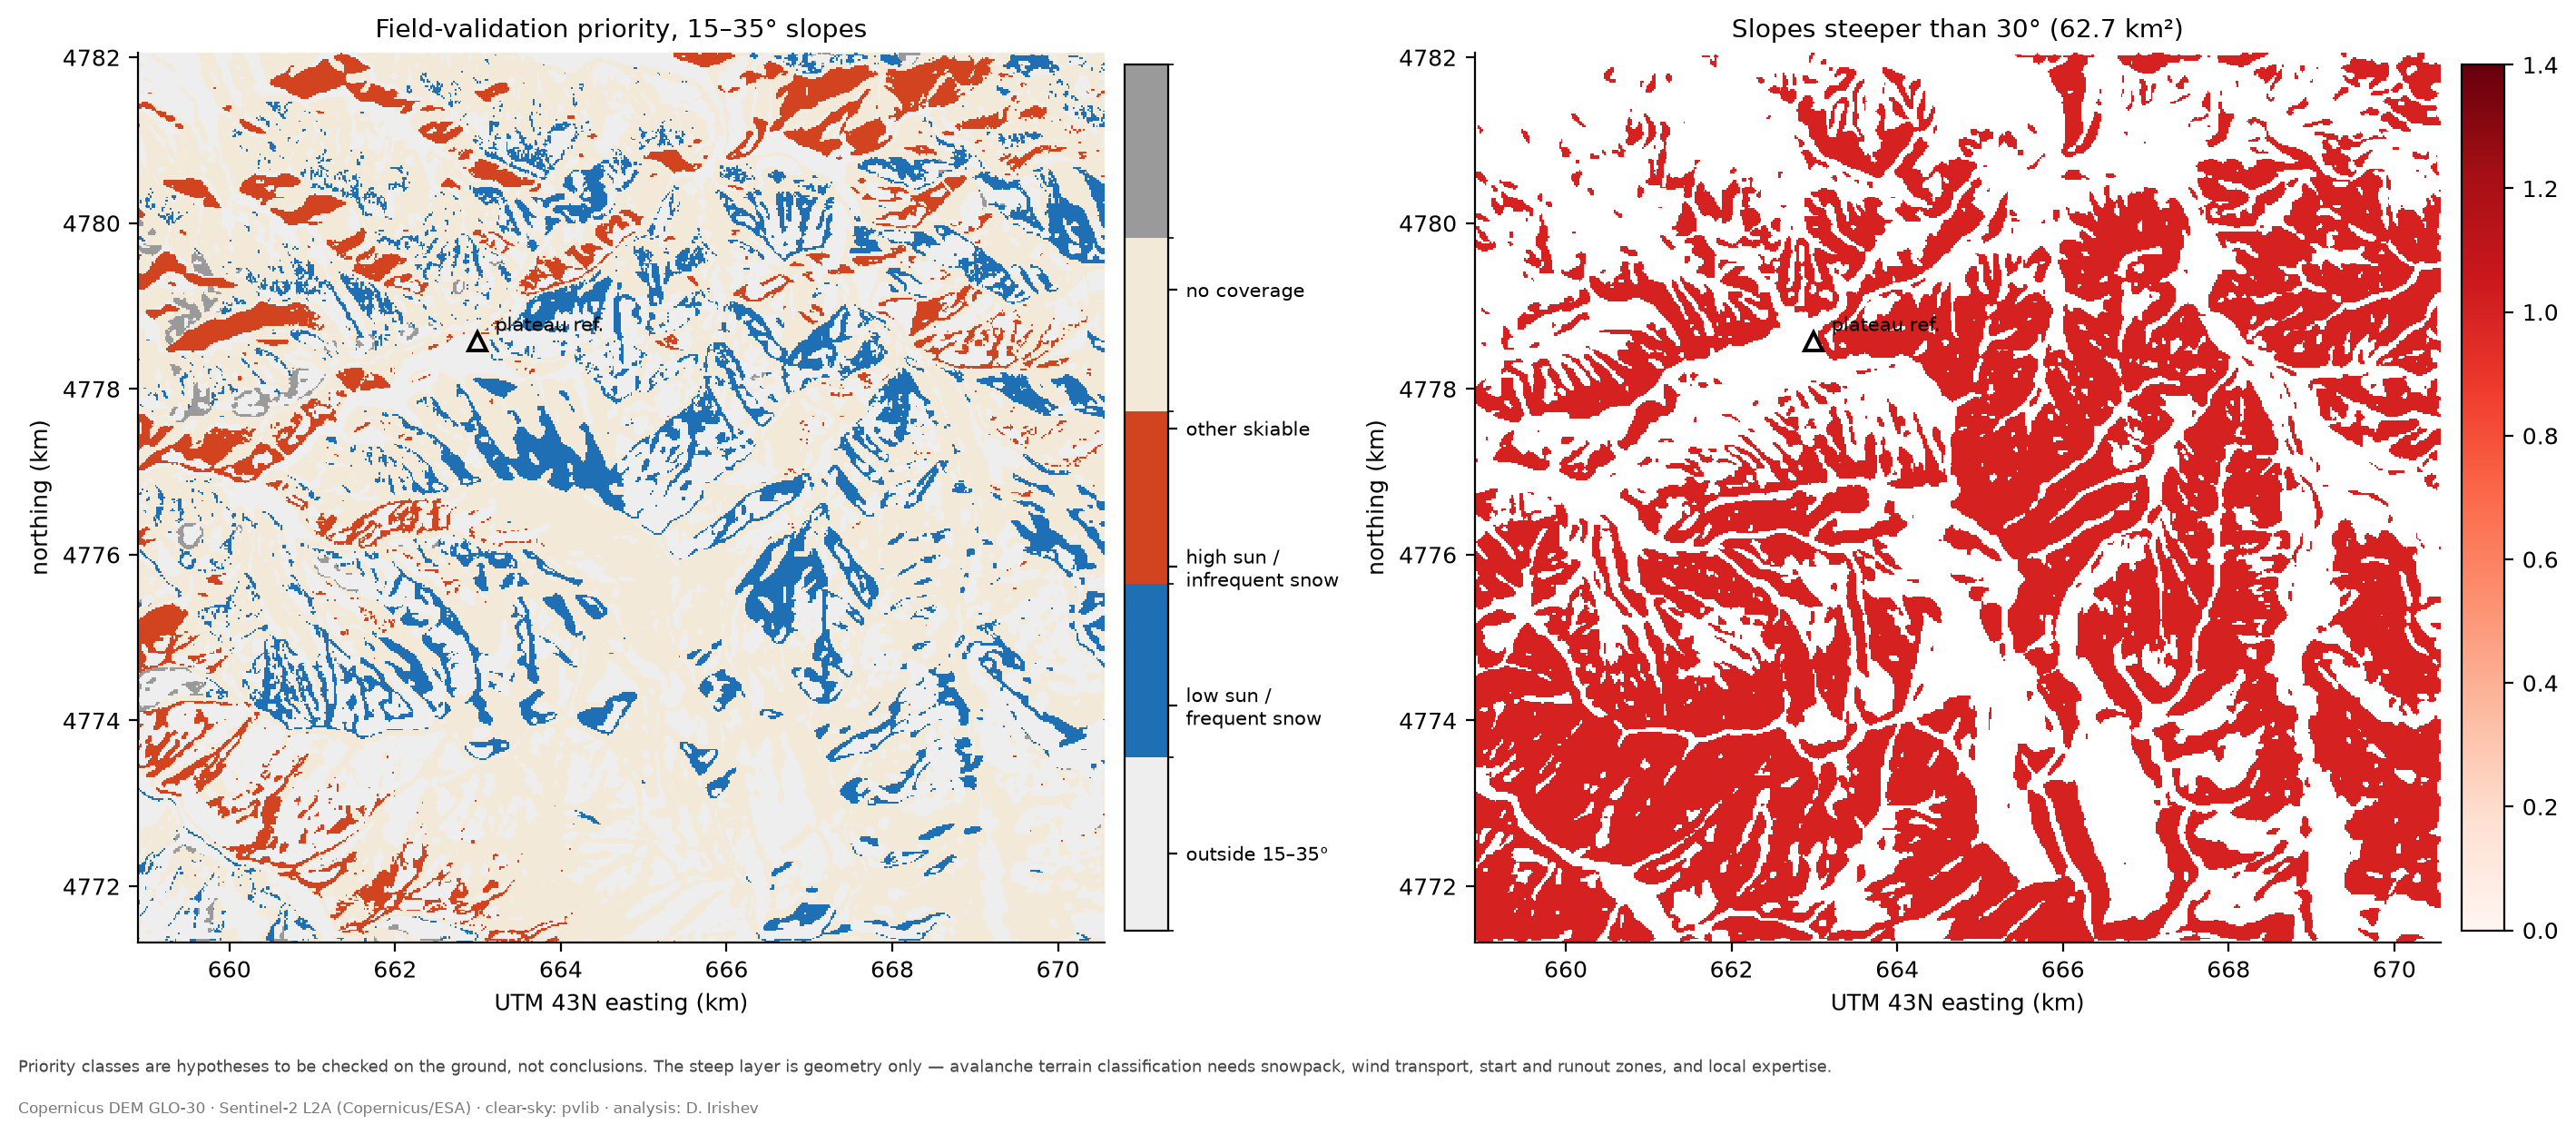 Field-validation priority, 15–35° slopes
4782
4780
4778
4776
4774
4772
northing (km)
plateau ref.
660
662
664
666
668
670
UTM 43N easting (km)
no coverage
other skiable
high sun /
infrequent snow
low sun /
frequent snow
outside 15–35°
Slopes steeper than 30° (62.7 km²)
4782
4780
4778
4776
4774
4772
northing (km)
plateau ref.
660
662
664
666
668
670
UTM 43N easting (km)
1.4
1.2
1.0
0.8
0.6
0.4
0.2
0.0
Priority classes are hypotheses to be checked on the ground, not conclusions. The steep layer is geometry only — avalanche terrain classification needs snowpack, wind transport, start and runout zones, and local expertise.
Copernicus DEM GLO-30 · Sentinel-2 L2A (Copernicus/ESA) · clear-sky: pvlib · analysis: D. Irishev